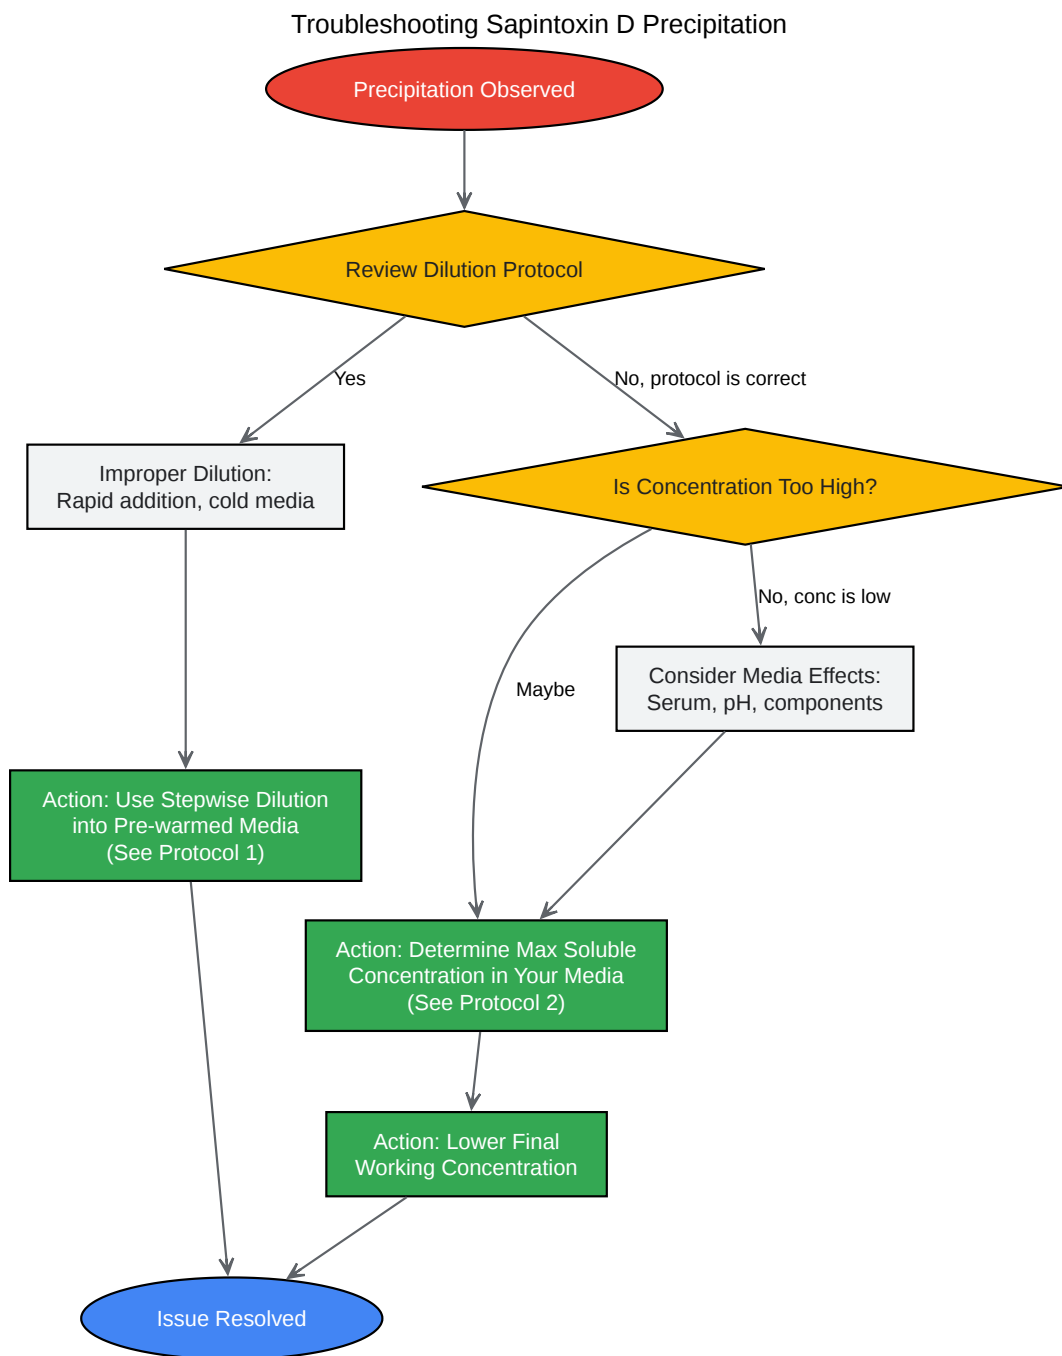 Troubleshooting Sapintoxin D Precipitation
Precipitation Observed
Review Dilution Protocol
Yes
No, protocol is correct
Improper Dilution:
Rapid addition, cold media
Is Concentration Too High?
No, conc is low
Maybe
Consider Media Effects:
Serum, pH, components
Action: Use Stepwise Dilution
into Pre-warmed Media
(See Protocol 1)
Action: Determine Max Soluble
Concentration in Your Media
(See Protocol 2)
Action: Lower Final
Working Concentration
Issue Resolved